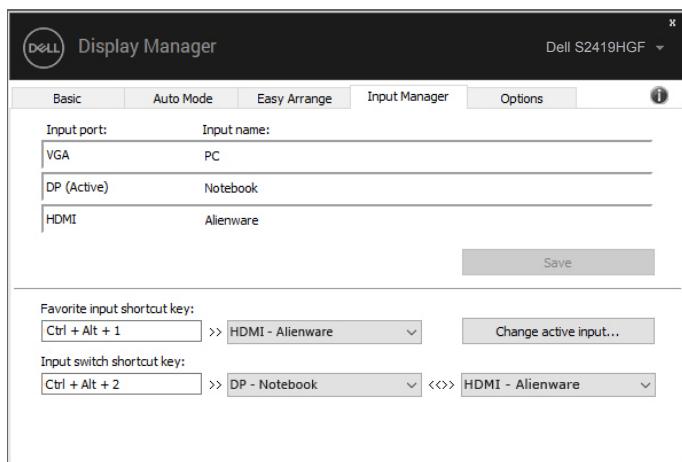 x
DELL Display Manager Dell S2419HGF
Basic Auto Mode Easy Arrange Input Manager Options i
Input port: Input name:
VGA PC
DP (Active) Notebook
HDMI Alienware
Save
Favorite input shortcut key:
Ctrl + Alt + 1 >> HDMI - Alienware Change active input...
Input switch shortcut key:
Ctrl + Alt + 2 >> DP - Notebook <<>> HDMI - Alienware